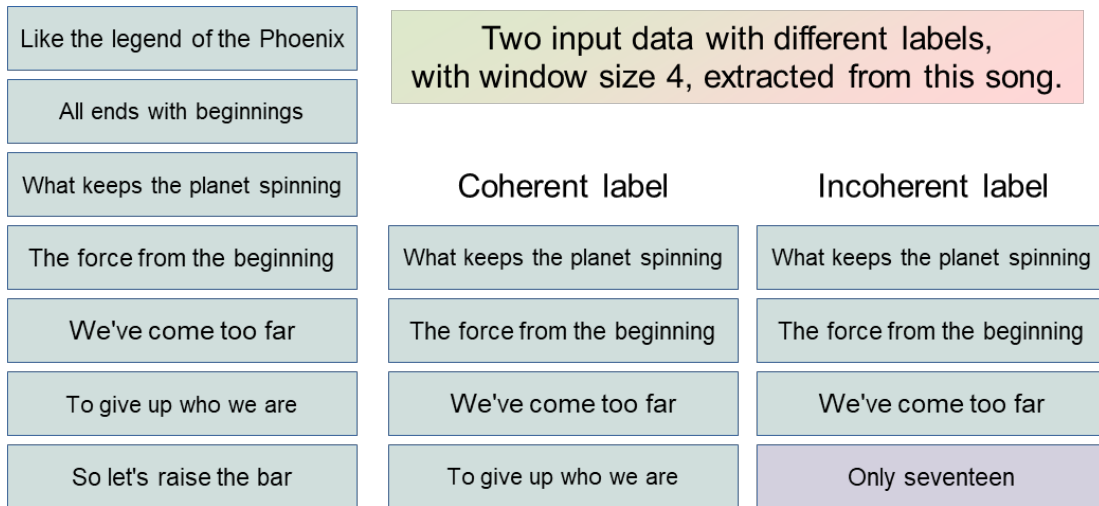 Like the legend of the Phoenix
All ends with beginnings
What keeps the planet spinning
The force from the beginning
We've come too far
To give up who we are
So let's raise the bar
Two input data with different labels,
with window size 4, extracted from this song.
Coherent label
What keeps the planet spinning
The force from the beginning
We've come too far
To give up who we are
Incoherent label
What keeps the planet spinning
The force from the beginning
We've come too far
Only seventeen